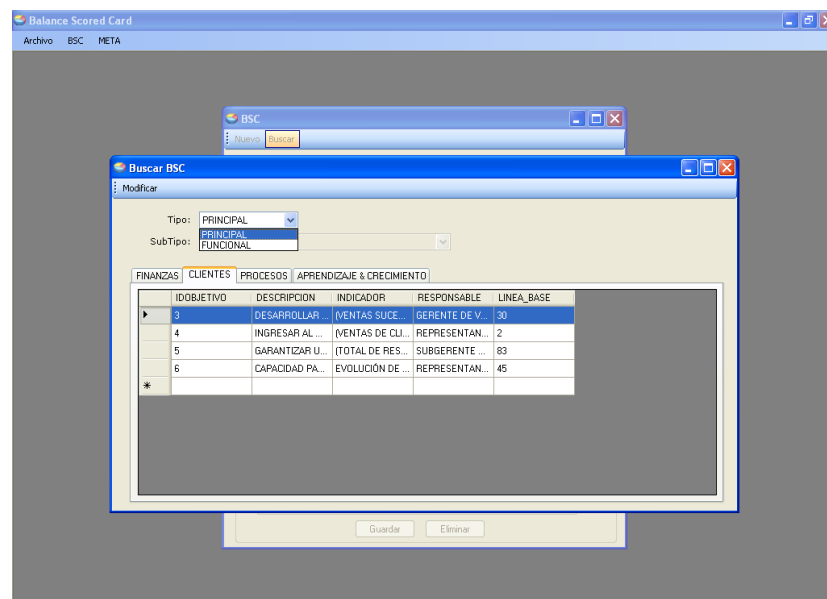 Balance Scored Card
Archivo BSC META
BSC
Nuevo Buscar
Buscar BSC
Modificar
Tipo: PRINCIPAL
PRINCIPAL
SubTipo: FUNCIONAL
FINANZAS CLIENTES PROCESOS APRENDIZAJE & CRECIMIENTO
IDOBJETIVO DESCRIPCION INDICADOR RESPONSABLE LINEA_BASE
3 DESARROLLAR ... (VENTAS SUCE... GERENTE DE V... 30
4 INGRESAR AL ... (VENTAS DE CLI... REPRESENTAN... 2
5 GARANTIZAR U... (TOTAL DE RES... SUBGERENTE ... 83
6 CAPACIDAD PA... EVOLUCIÓN DE ... REPRESENTAN... 45
Guardar Eliminar